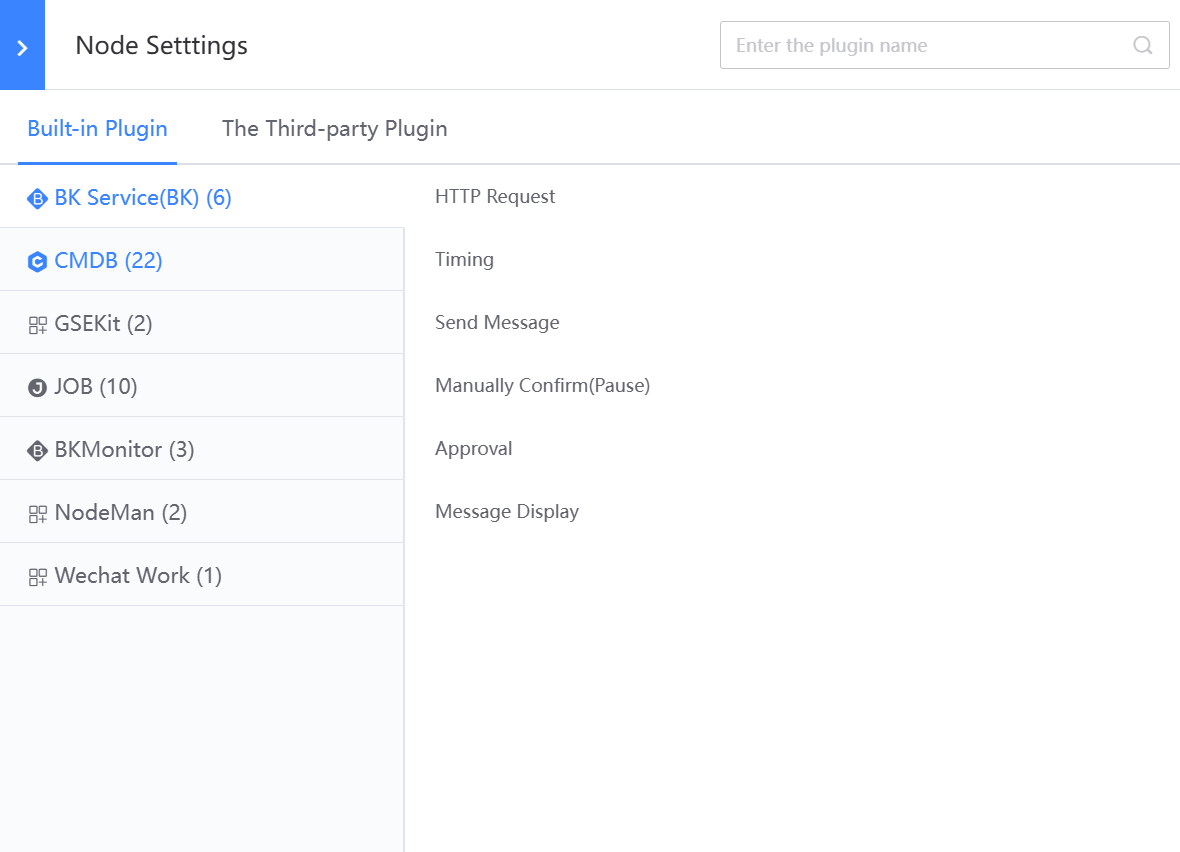 Node Setttings
Enter the plugin name
Built-in Plugin
The Third-party Plugin
BK Service(BK) (6)
CMDB (22)
GSEKit (2)
JOB (10)
BKMonitor (3)
NodeMan (2)
Wechat Work (1)
HTTP Request
Timing
Send Message
Manually Confirm(Pause)
Approval
Message Display